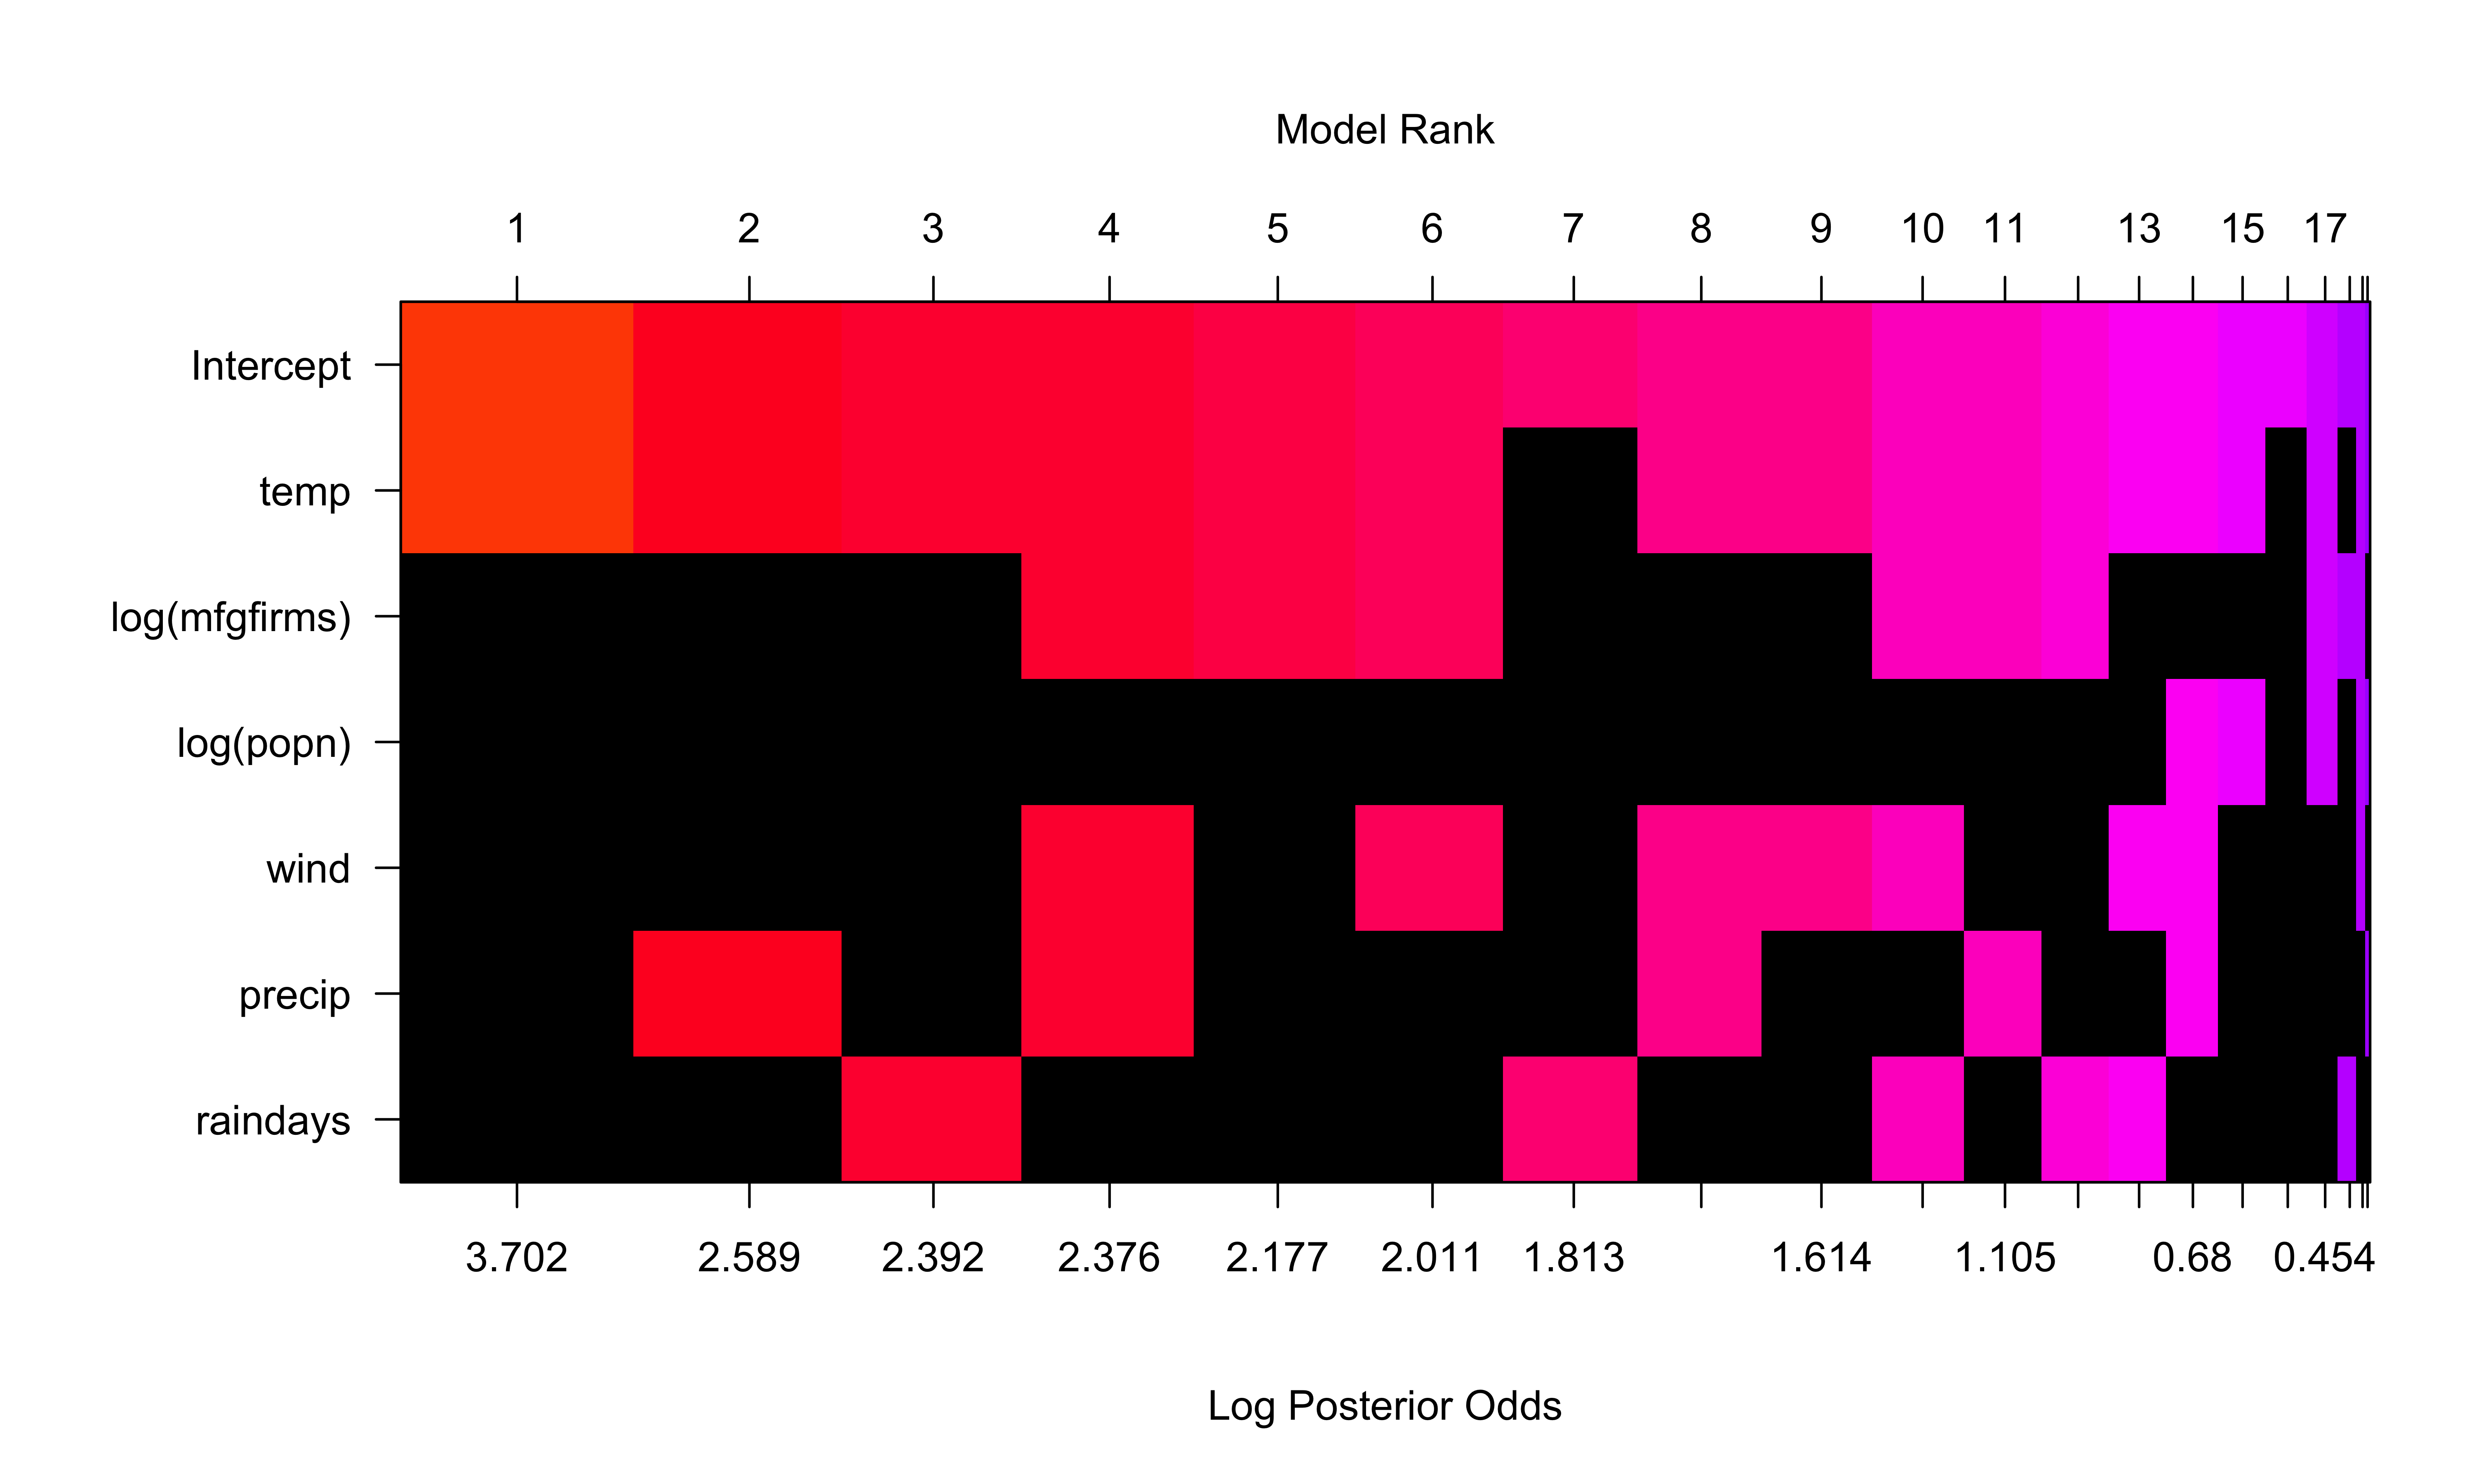 Model Rank
1 2 3 4 5 6 7 8 9 10 11 13 15 17
Intercept
temp
log(mfgfirms)
log(popn)
wind
precip
raindays
3.702 2.589 2.392 2.376 2.177 2.011 1.813 1.614 1.105 0.68 0.454
Log Posterior Odds